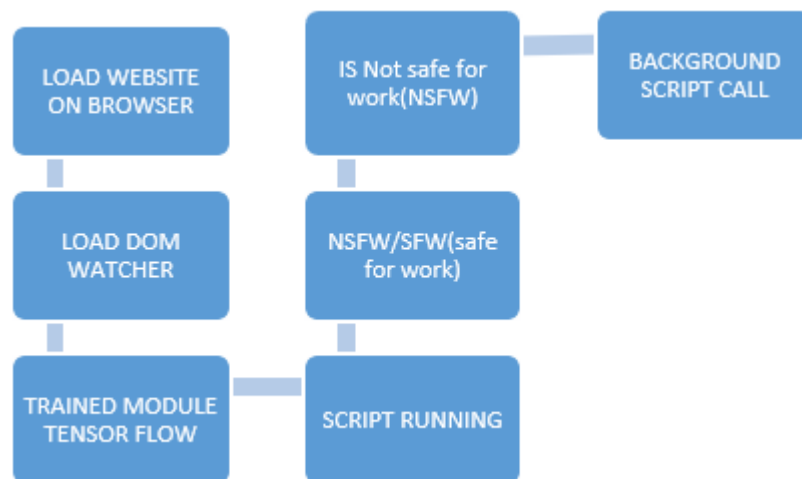 LOAD WEBSITE
ON BROWSER
LOAD DOM
WATCHER
TRAINED MODULE
TENSOR FLOW
SCRIPT RUNNING
NSFW/SFW(safe
for work)
IS Not safe for
work(NSFW)
BACKGROUND
SCRIPT CALL